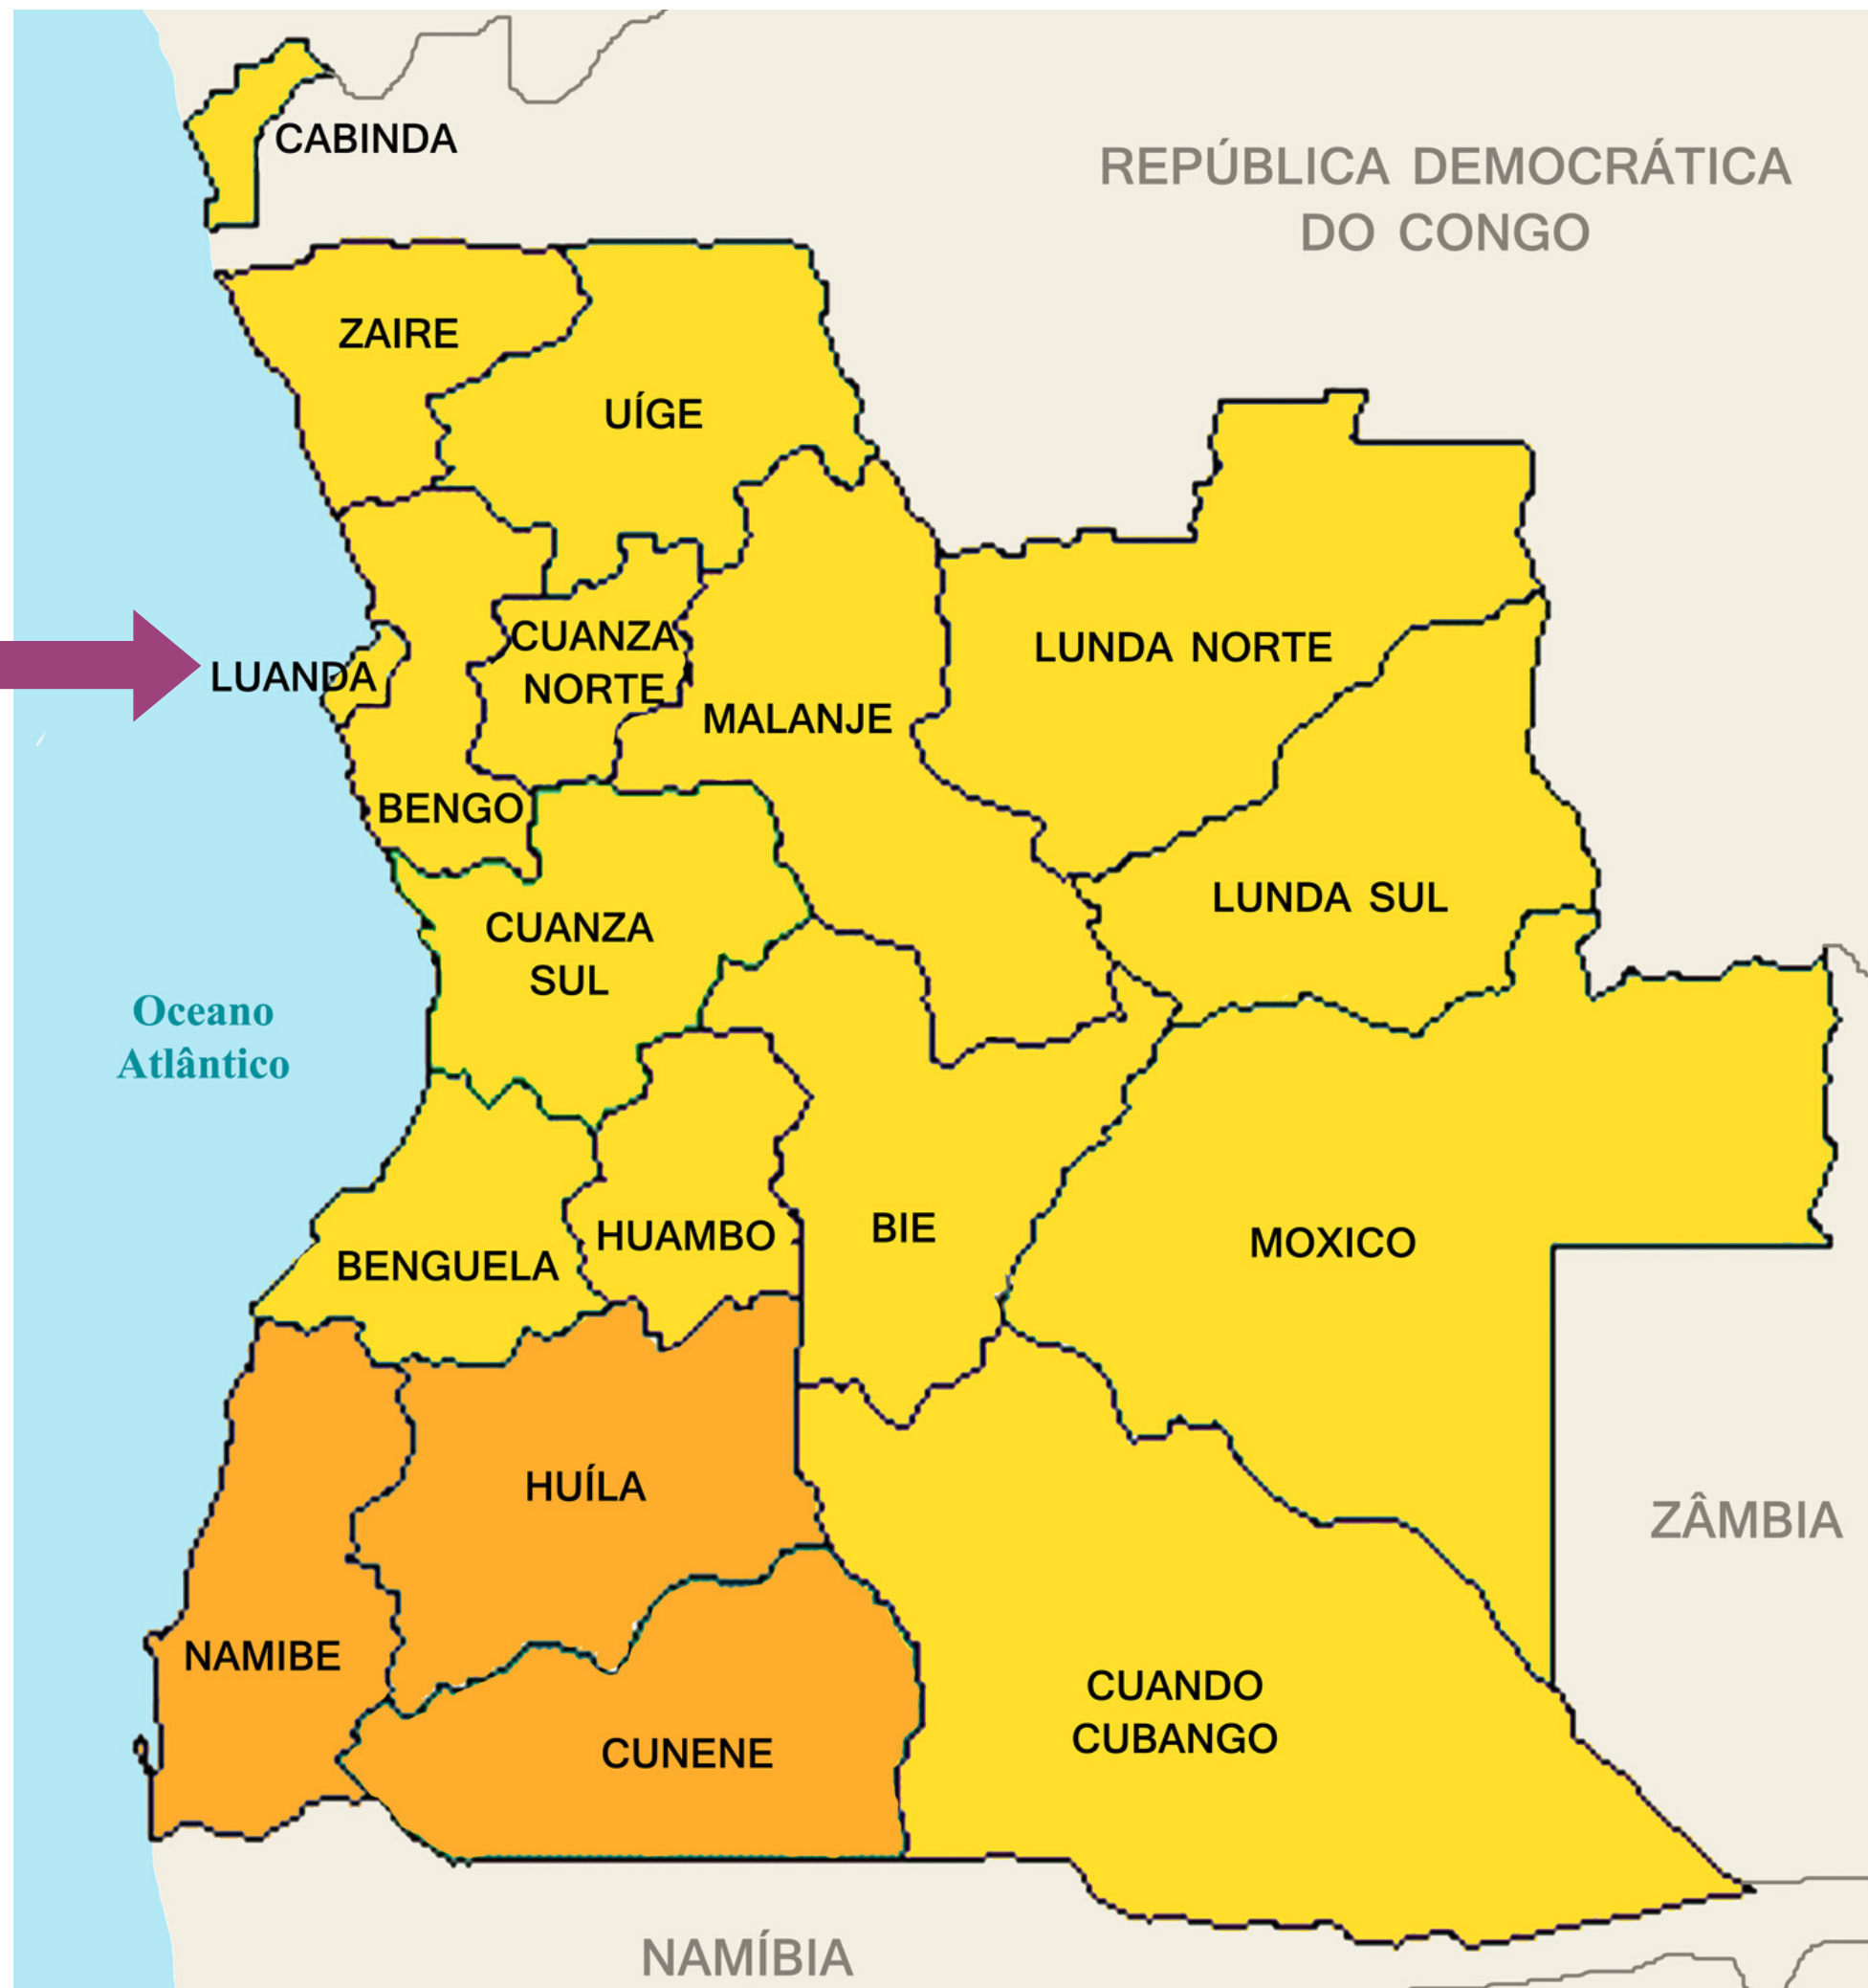 CABINDA
REPÚBLICA DEMOCRÁTICA
DO CONGO
ZAIRE
UÍGE
CUANZA
NORTE
LUNDA NORTE
LUANDA
MALANJE
BENGO
LUNDA SUL
CUANZA
SUL
Oceano
Atlântico
HUAMBO
BIE
MOXICO
BENGUELA
HUÍLA
ZÂMBIA
NAMIBE
CUANDO
CUBANGO
CUNENE
NAMÍBIA